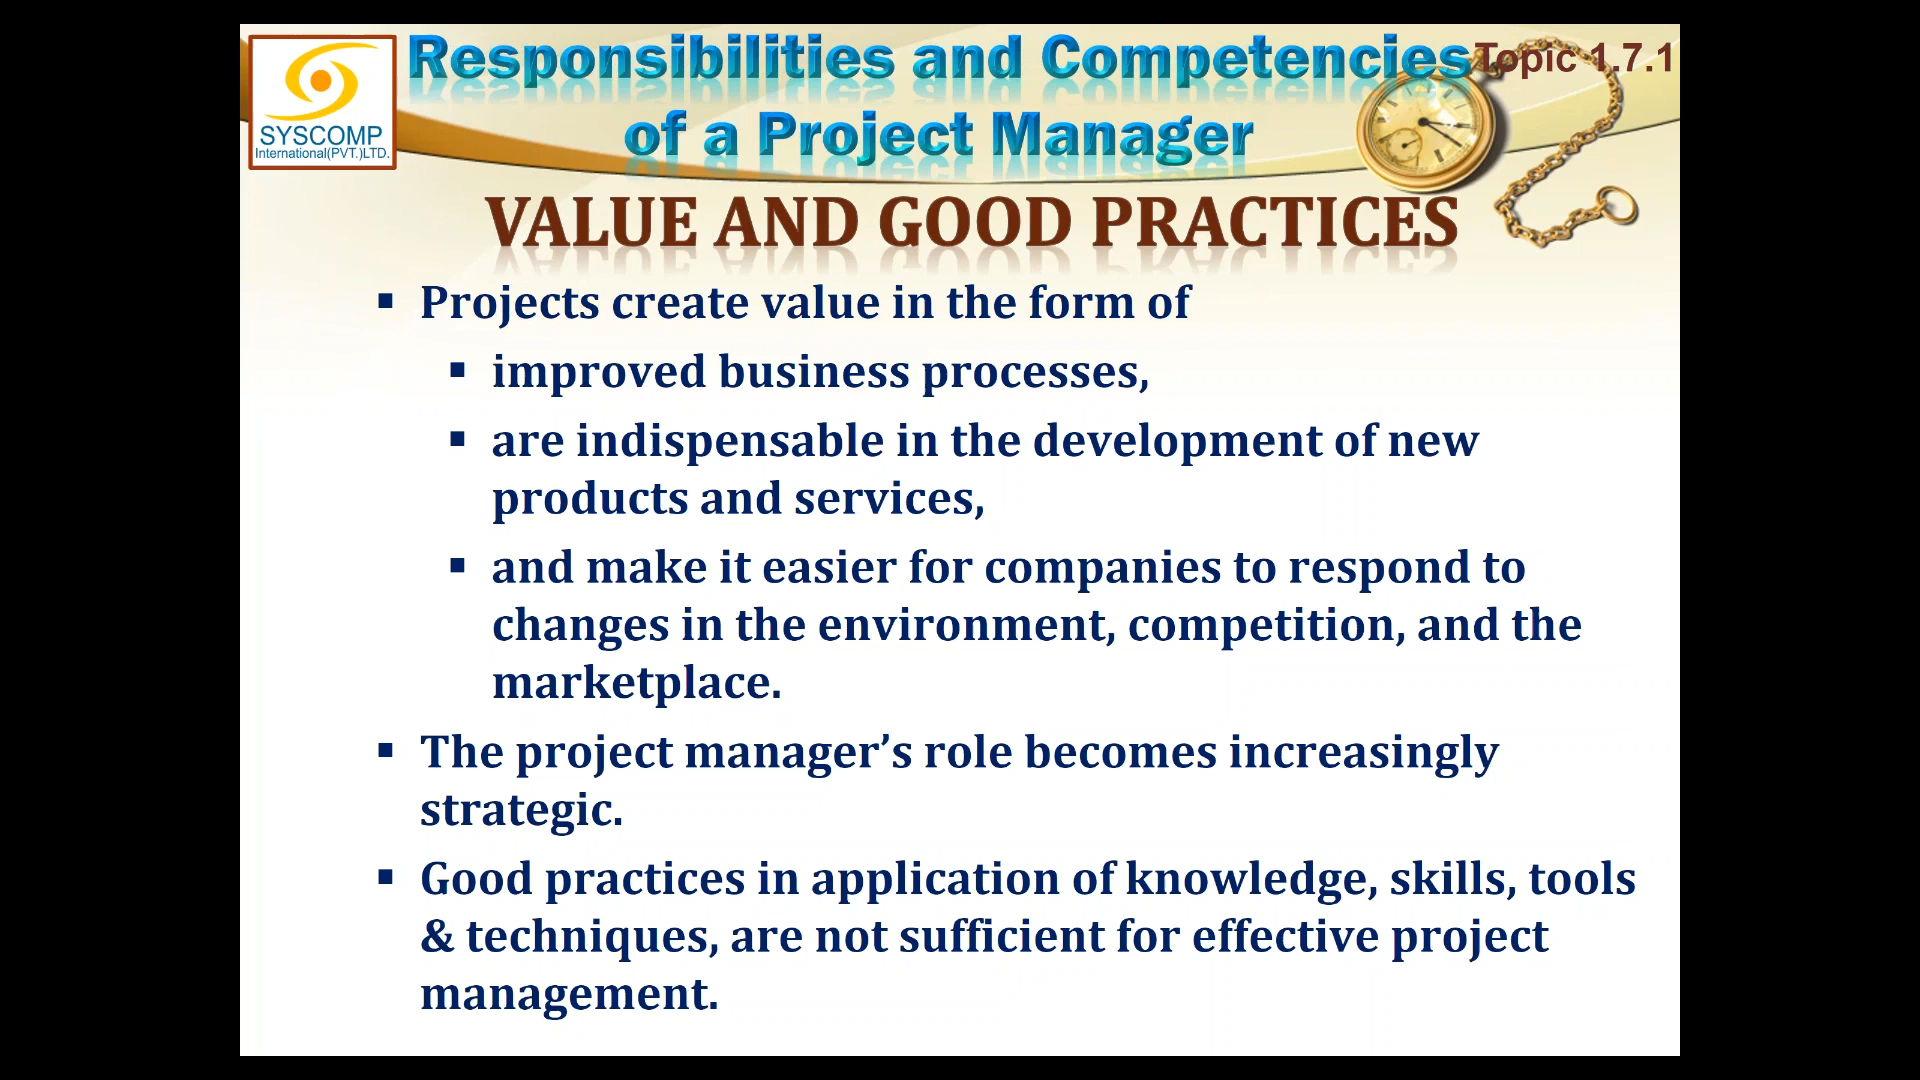 SYSCOMP
International(PVT.)LTD.
Responsibilities and Competencies
of a Project Manager
Topic 1.7.1
VALUE AND GOOD PRACTICES
▪ Projects create value in the form of
▪ improved business processes,
▪ are indispensable in the development of new
products and services,
▪ and make it easier for companies to respond to
changes in the environment, competition, and the
marketplace.
▪ The project manager’s role becomes increasingly
strategic.
▪ Good practices in application of knowledge, skills, tools
& techniques, are not sufficient for effective project
management.